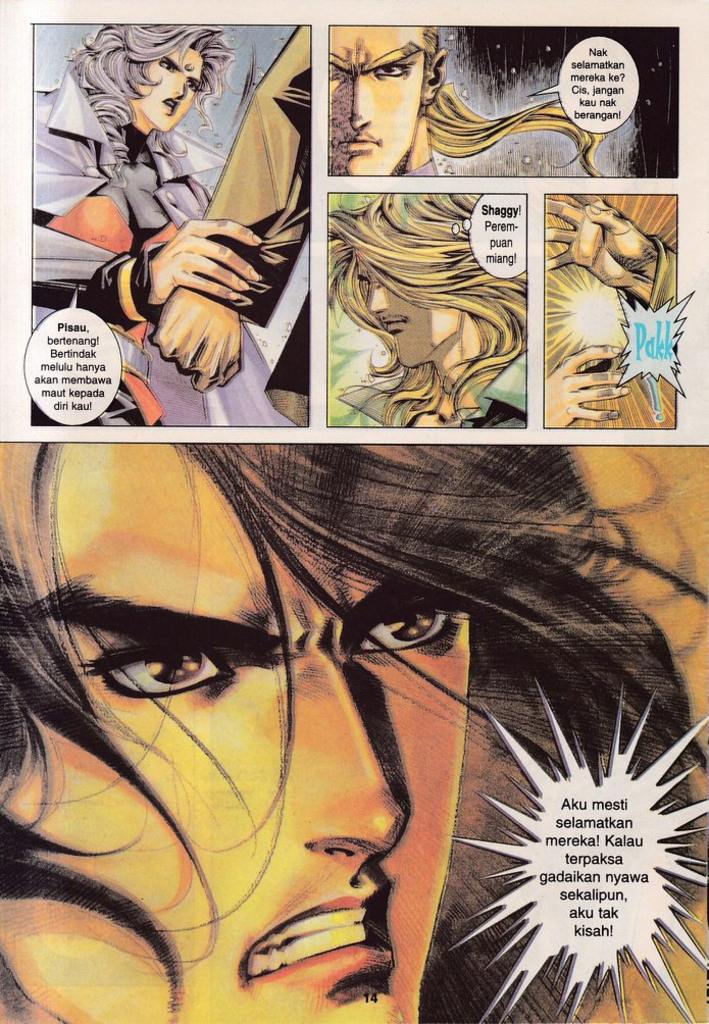 Pisau,
bertenang!
Bertindak
melulu hanya
akan membawa
maut kepada
diri kau!
Nak
selamatkan
mereka ke?
Cis, jangan
kau nak
berangan!
Shaggy!
Perem-
puan
miang!
Pakk
!
Aku mesti
selamatkan
mereka! Kalau
terpaksa
gadaikan nyawa
sekalipun,
aku tak
kisah!
14